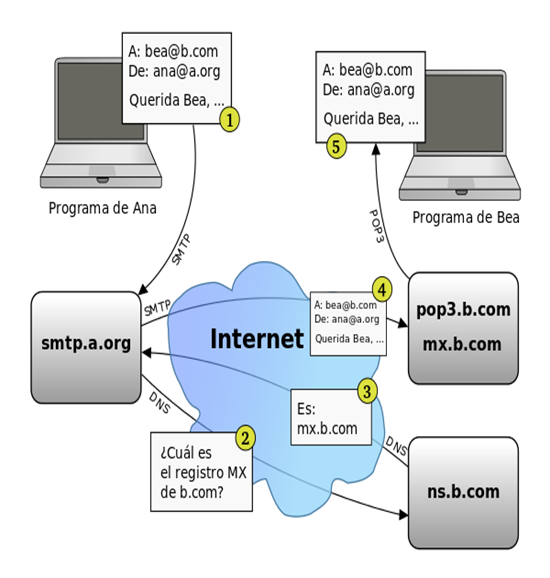 A: bea@b.com
De: ana@a.org
Querida Bea, ...
1
Programa de Ana
A: bea@b.com
De: ana@a.org
Querida Bea, ...
5
Programa de Bea
SMTP
POP3
smtp.a.org
SMTP
Internet
A: bea@b.com
De: ana@a.org
Querida Bea, ...
4
pop3.b.com
mx.b.com
DNS
2
¿Cuál es
el registro MX
de b.com?
3
Es:
mx.b.com
DNS
ns.b.com